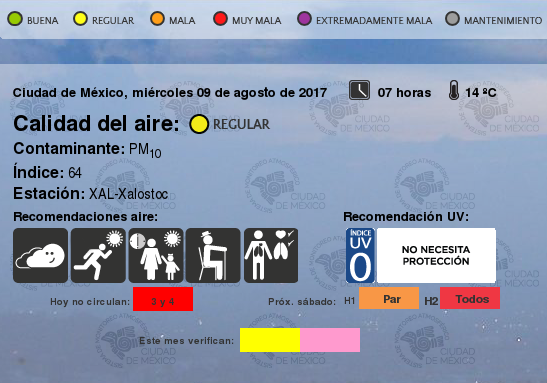 BUENA REGULAR MALA MUY MALA EXTREMADAMENTE MALA MANTENIMIENTO
Ciudad de México, miércoles 09 de agosto de 2017 07 horas 14 ºC
Calidad del aire: REGULAR
Contaminante: PM10
Índice: 64
Estación: XAL-Xalostoc
Recomendaciones aire: Recomendación UV:
ÍNDICE
UV
0
NO NECESITA
PROTECCIÓN
Hoy no circulan: 3 y 4 Próx. sábado: H1 Par H2 Todos
Este mes verifican:
CIUDAD
DE MÉXICO